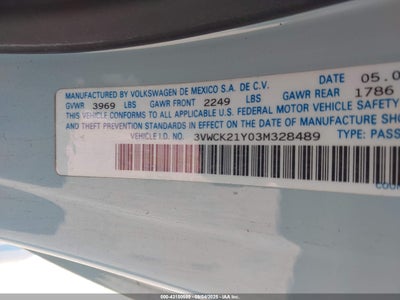 MANUFACTURED BY VOLKSWAGEN DE MEXICO S.A. DE C.V. 05.0
GVWR 3969 LBS GAWR FRONT 2249 LBS GAWR REAR 1786
THIS VEHICLE CONFORMS TO ALL APPLICABLE U.S. FEDERAL MOTOR VEHICLE SAFETY
AND THEFT PREVENTION STANDARDS IN EFFECT ON THE DATE OF MANUFACTURE SHO
VEHICLE I.D. NO. 3VWCK21Y03M328489 TYPE: PASS